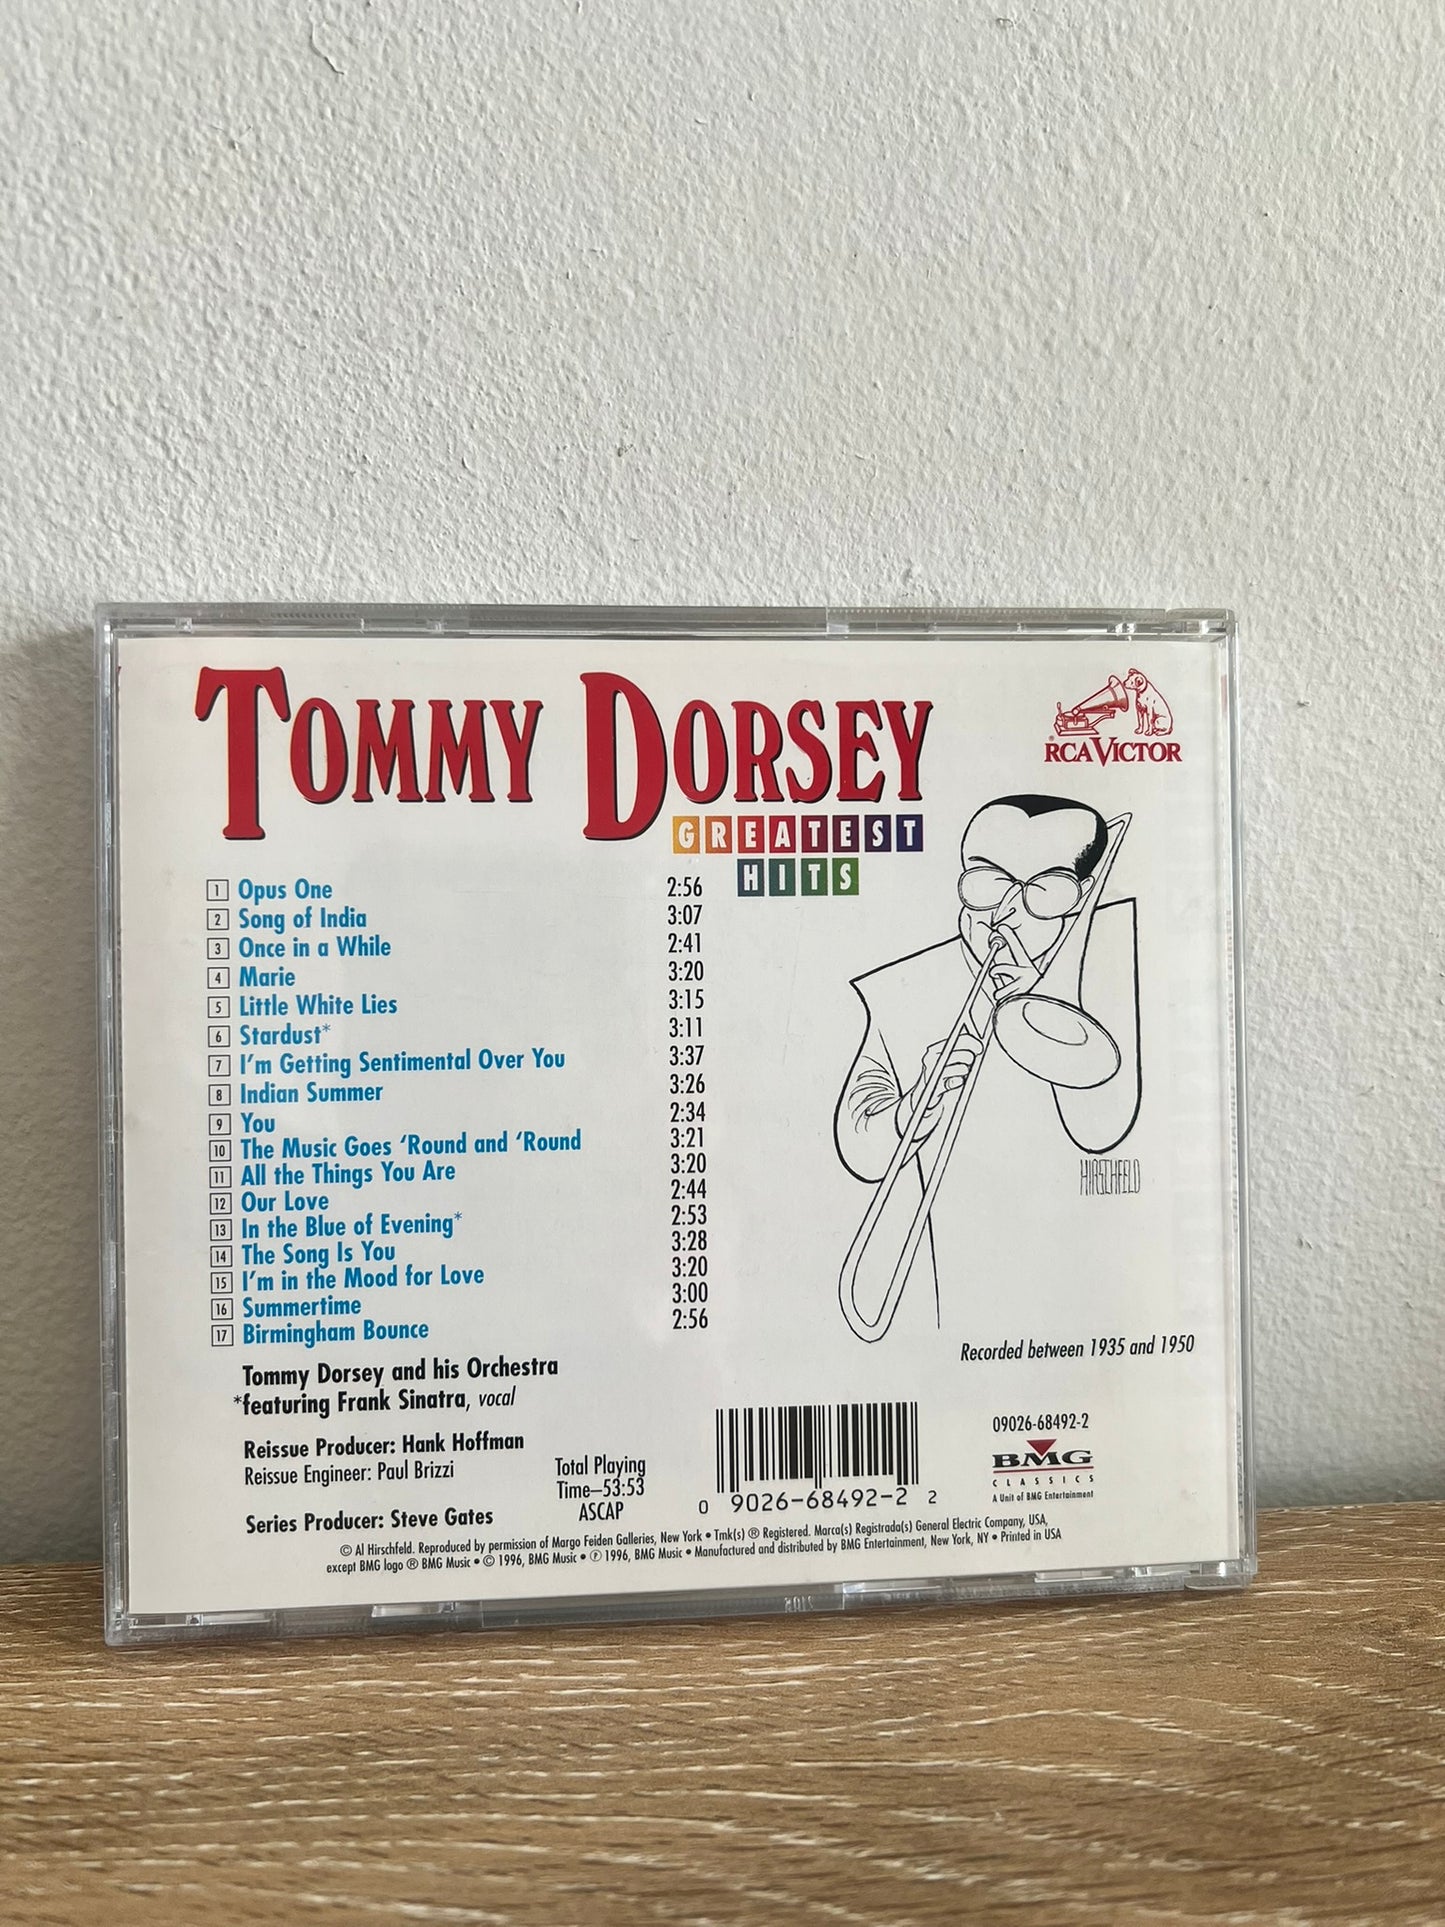 TOMMY DORSEY
GREATEST
HITS
RCA VICTOR
®
1 Opus One 2:56
2 Song of India 3:07
3 Once in a While 2:41
4 Marie 3:20
5 Little White Lies 3:15
6 Stardust* 3:11
7 I'm Getting Sentimental Over You 3:37
8 Indian Summer 3:26
9 You 2:34
10 The Music Goes ‘Round and ‘Round 3:21
11 All the Things You Are 3:20
12 Our Love 2:44
13 In the Blue of Evening* 2:53
14 The Song Is You 3:28
15 I'm in the Mood for Love 3:20
16 Summertime 3:00
17 Birmingham Bounce 2:56
HIRSCHFELD
Recorded between 1935 and 1950
Tommy Dorsey and his Orchestra
*featuring Frank Sinatra, vocal
Reissue Producer: Hank Hoffman
Reissue Engineer: Paul Brizzi
Series Producer: Steve Gates
Total Playing
Time–53:53
ASCAP
0 9026-68492-2 2
09026-68492-2
BMG
CLASSICS
A Unit of BMG Entertainment
© Al Hirschfeld. Reproduced by permission of Margo Feiden Galleries, New York • Tmk(s) ® Registered. Marca(s) Registrada(s) General Electric Company, USA,
except BMG logo ® BMG Music • © 1996, BMG Music • ℗ 1996, BMG Music • Manufactured and distributed by BMG Entertainment, New York, NY • Printed in USA